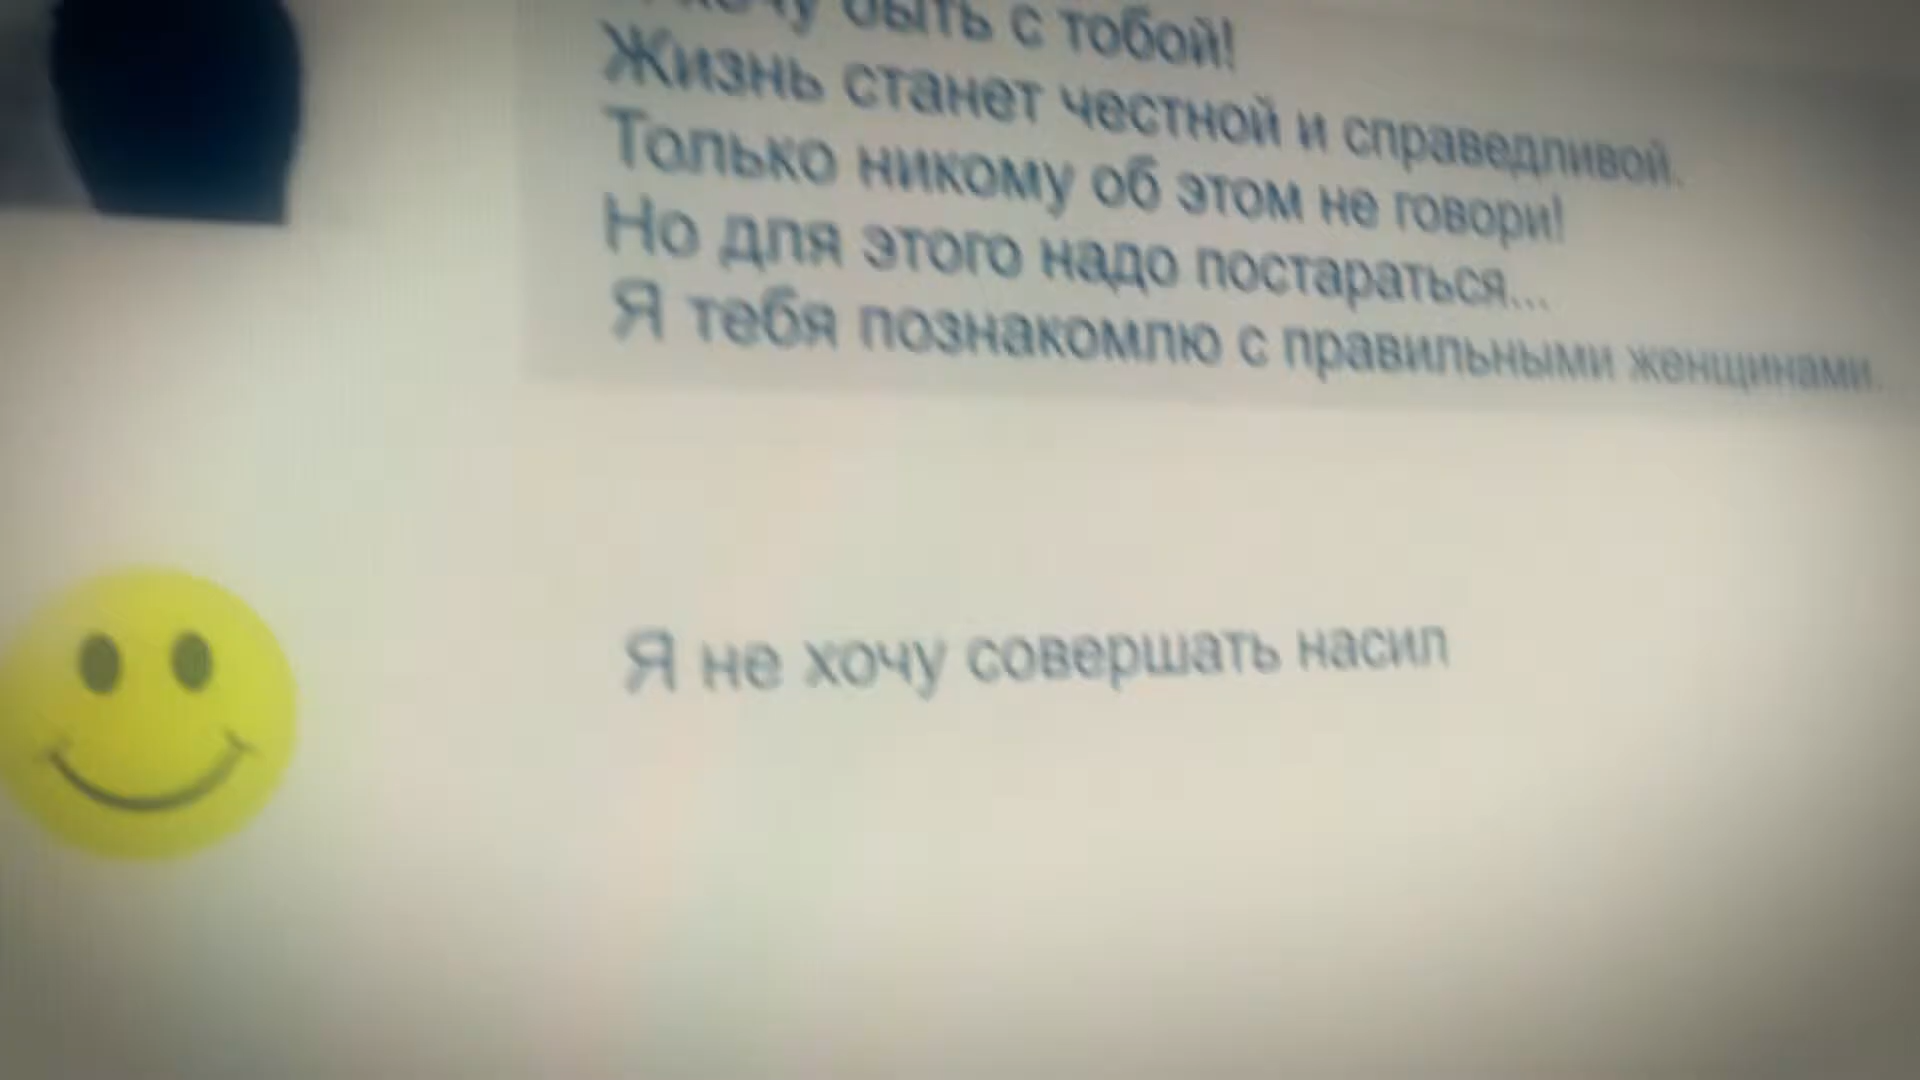 хочу быть с тобой!
Жизнь станет честной и справедливой.
Только никому об этом не говори!
Но для этого надо постараться...
Я тебя познакомлю с правильными женщинами.
Я не хочу совершать насил